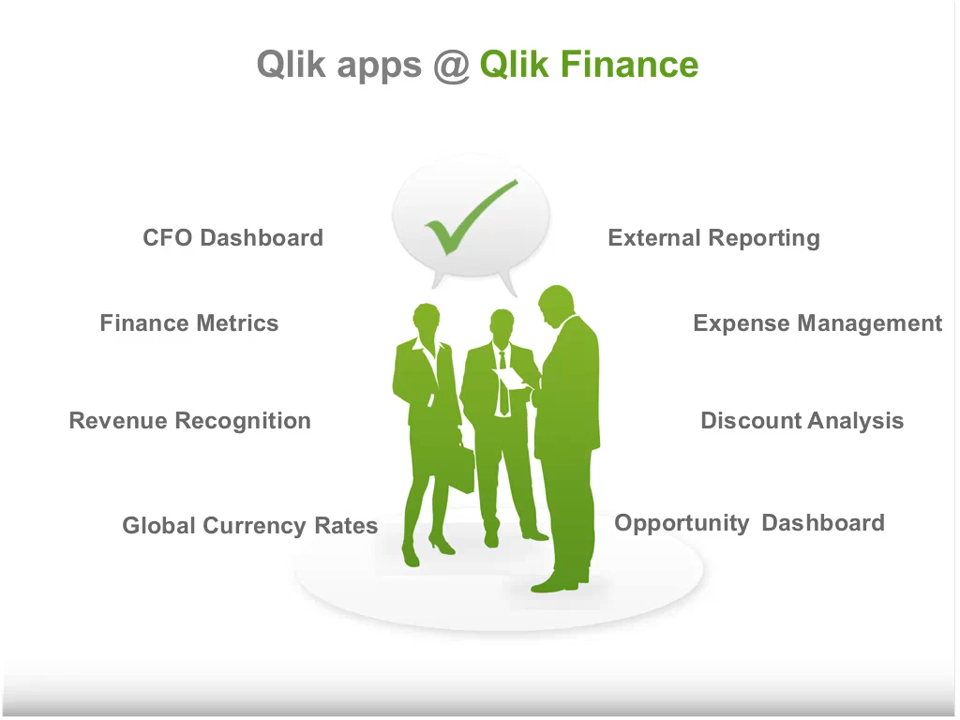 Qlik apps @ Qlik Finance
CFO Dashboard
External Reporting
Finance Metrics
Expense Management
Revenue Recognition
Discount Analysis
Global Currency Rates
Opportunity Dashboard